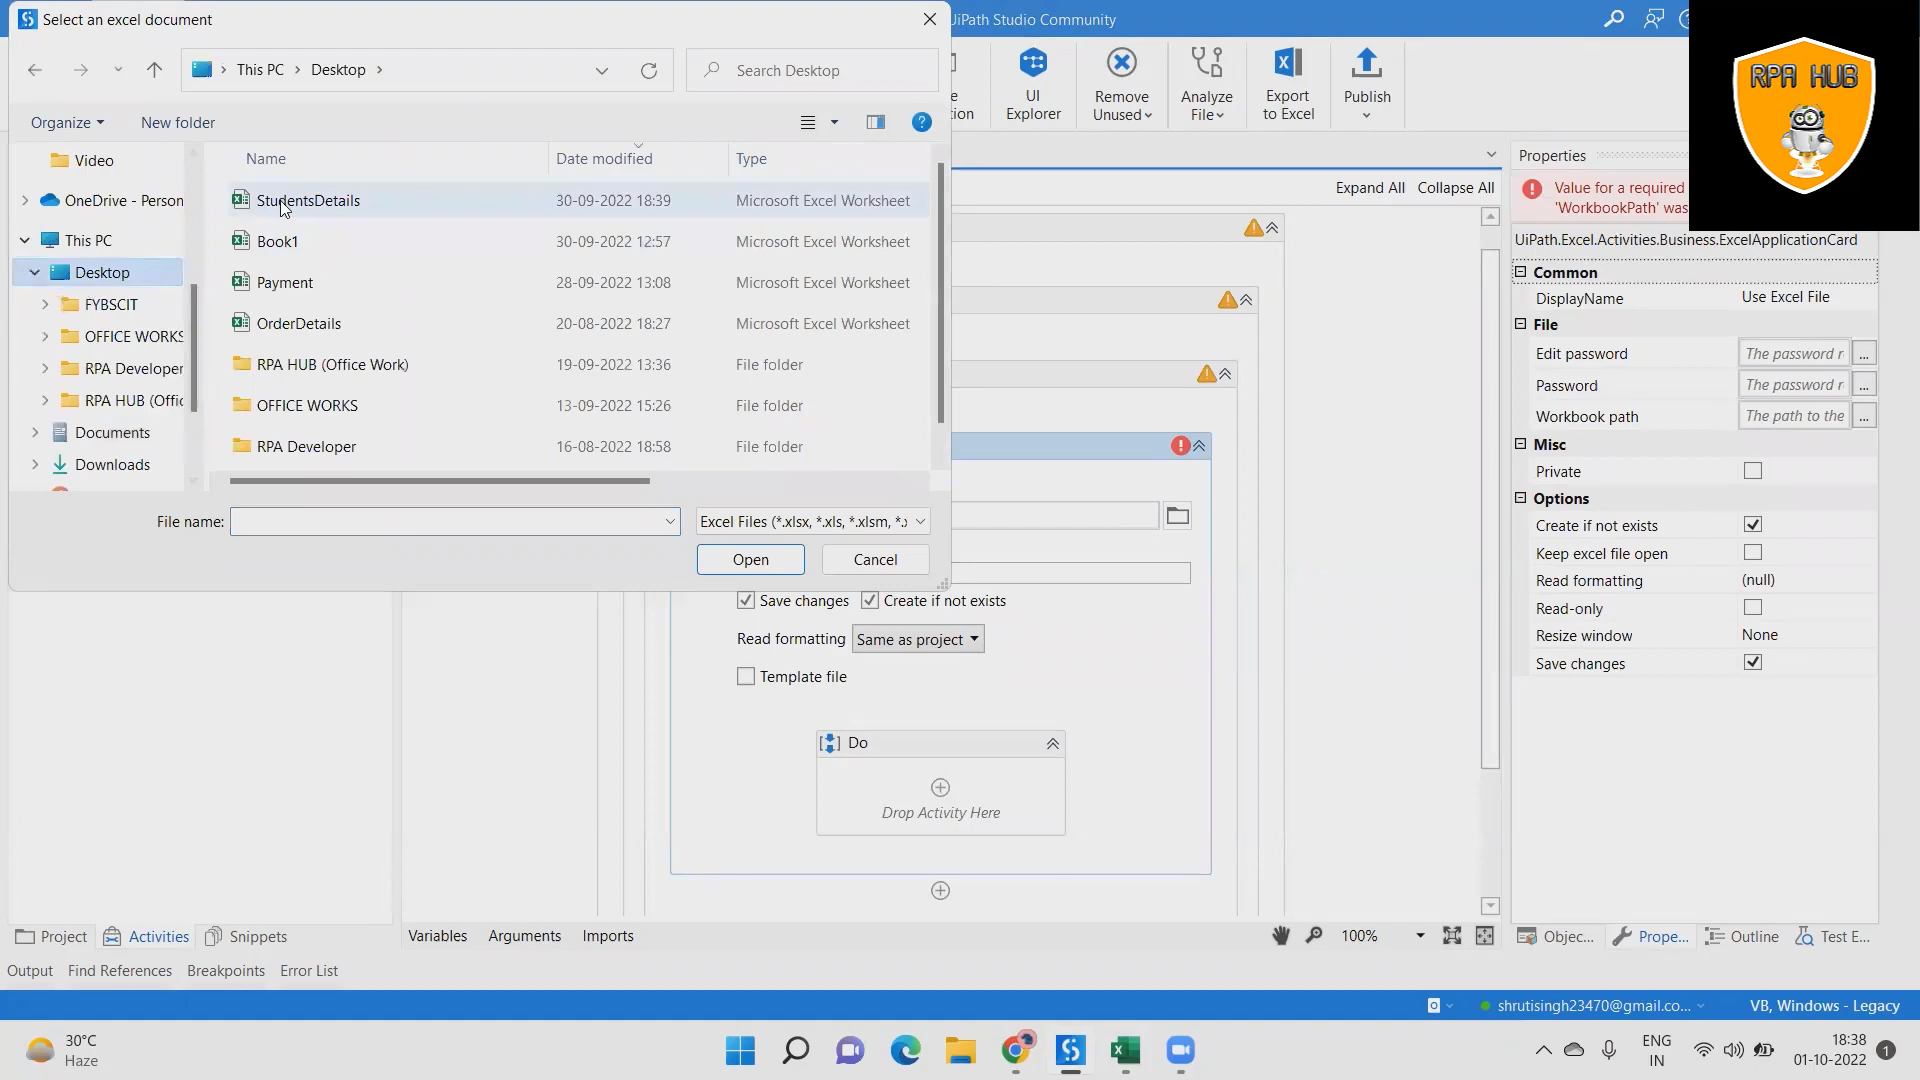 Select an excel document
UiPath Studio Community
This PC
Desktop
Search Desktop
Organize
New folder
UI
Explorer
Remove
Unused
Analyze
File
Export
to Excel
Publish
RPA HUB
Video
OneDrive - Person
This PC
Desktop
FYBSCIT
OFFICE WORKS
RPA Developer
RPA HUB (Offic
Documents
Downloads
Name
Date modified
Type
StudentsDetails
30-09-2022 18:39
Microsoft Excel Worksheet
Book1
30-09-2022 12:57
Microsoft Excel Worksheet
Payment
28-09-2022 13:08
Microsoft Excel Worksheet
OrderDetails
20-08-2022 18:27
Microsoft Excel Worksheet
RPA HUB (Office Work)
19-09-2022 13:36
File folder
OFFICE WORKS
13-09-2022 15:26
File folder
RPA Developer
16-08-2022 18:58
File folder
File name:
Excel Files (*.xlsx, *.xls, *.xlsm, *.x
Open
Cancel
Expand All
Collapse All
Save changes
Create if not exists
Read formatting
Same as project
Template file
Do
Drop Activity Here
Properties
Value for a required
'WorkbookPath' was
UiPath.Excel.Activities.Business.ExcelApplicationCard
Common
DisplayName
Use Excel File
File
Edit password
The password r
...
Password
The password r
...
Workbook path
The path to the
...
Misc
Private
Options
Create if not exists
Keep excel file open
Read formatting
(null)
Read-only
Resize window
None
Save changes
Project
Activities
Snippets
Variables
Arguments
Imports
100%
Objec...
Prope...
Outline
Test E...
Output
Find References
Breakpoints
Error List
shrutisingh23470@gmail.co...
VB, Windows - Legacy
30°C
Haze
ENG
IN
18:38
01-10-2022
1